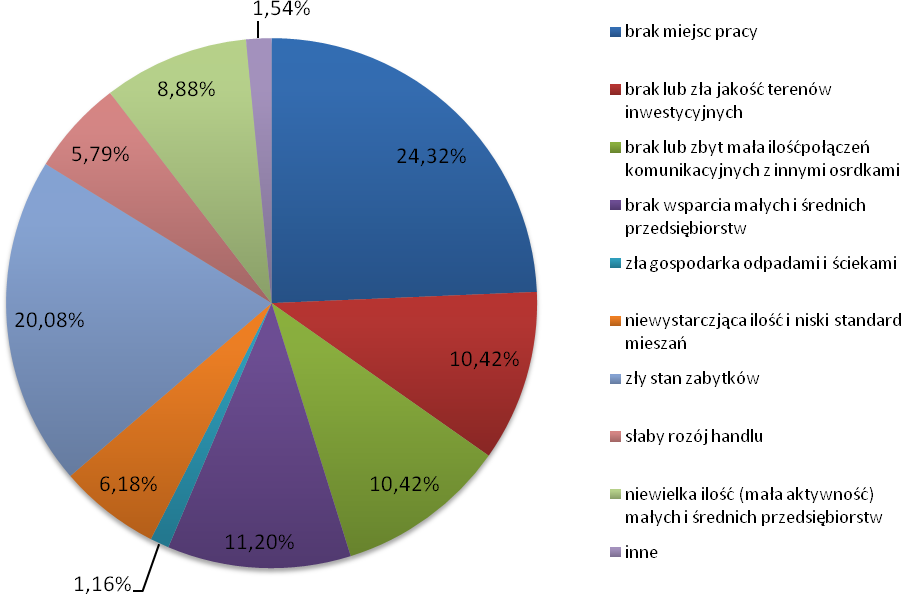 1,54%
8,88%
5,79%
24,32%
20,08%
10,42%
6,18%
10,42%
11,20%
1,16%
brak miejsc pracy
brak lub zła jakość terenów
inwestycyjnych
brak lub zbyt mała ilośćpołączeń
komunikacyjnych z innymi osrdkami
brak wsparcia małych i średnich
przedsiębiorstw
zła gospodarka odpadami i ściekami
niewystarczjąca ilość i niski standard
mieszań
zły stan zabytków
słaby rozój handlu
niewielka ilość (mała aktywność)
małych i średnich przedsiębiorstw
inne